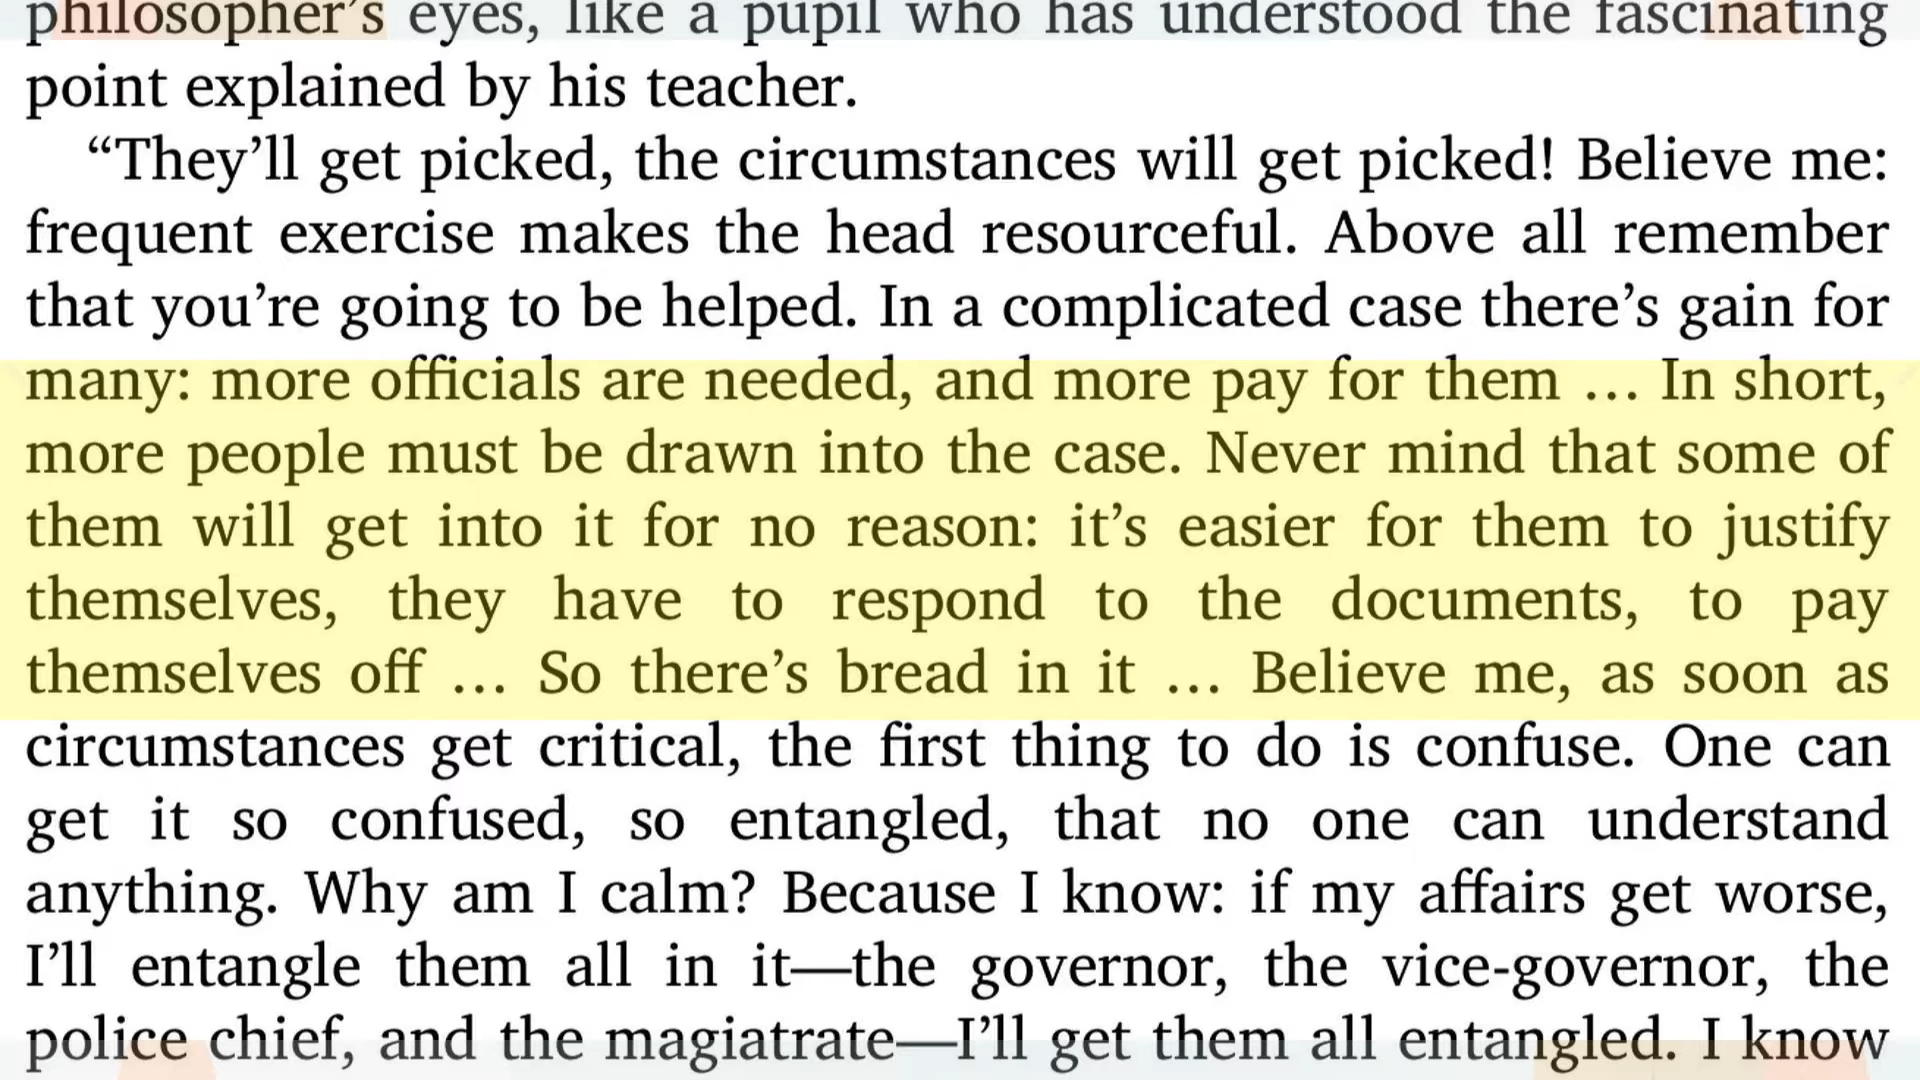 philosopher’s eyes, like a pupil who has understood the fascinating
point explained by his teacher.
“They’ll get picked, the circumstances will get picked! Believe me:
frequent exercise makes the head resourceful. Above all remember
that you’re going to be helped. In a complicated case there’s gain for
many: more officials are needed, and more pay for them … In short,
more people must be drawn into the case. Never mind that some of
them will get into it for no reason: it’s easier for them to justify
themselves, they have to respond to the documents, to pay
themselves off … So there’s bread in it … Believe me, as soon as
circumstances get critical, the first thing to do is confuse. One can
get it so confused, so entangled, that no one can understand
anything. Why am I calm? Because I know: if my affairs get worse,
I’ll entangle them all in it—the governor, the vice-governor, the
police chief, and the magiatrate—I’ll get them all entangled. I know